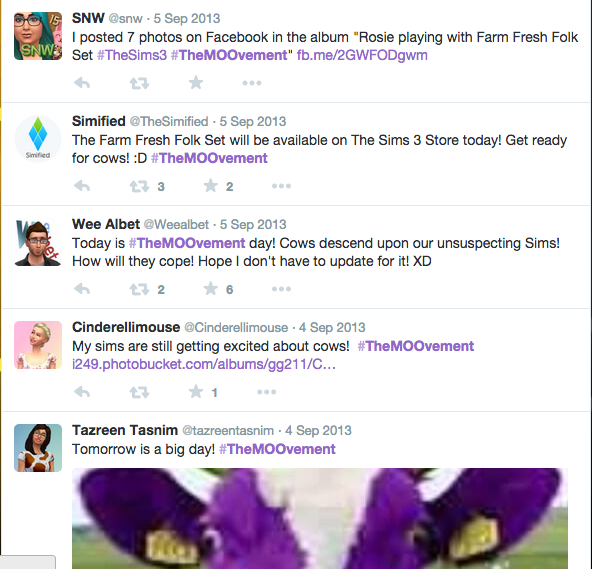 SNW @snw · 5 Sep 2013
I posted 7 photos on Facebook in the album "Rosie playing with Farm Fresh Folk
Set #TheSims3 #TheMOOvement" fb.me/2GWFODgwm
SNW
Simified @TheSimified · 5 Sep 2013
The Farm Fresh Folk Set will be available on The Sims 3 Store today! Get ready
for cows! :D #TheMOOvement
Simified
3 2
Wee Albet @Weealbet · 5 Sep 2013
Today is #TheMOOvement day! Cows descend upon our unsuspecting Sims!
How will they cope! Hope I don't have to update for it! XD
2 6
Cinderellimouse @Cinderellimouse · 4 Sep 2013
My sims are still getting excited about cows! #TheMOOvement
i249.photobucket.com/albums/gg211/C…
1
Tazreen Tasnim @tazreentasnim · 4 Sep 2013
Tomorrow is a big day! #TheMOOvement